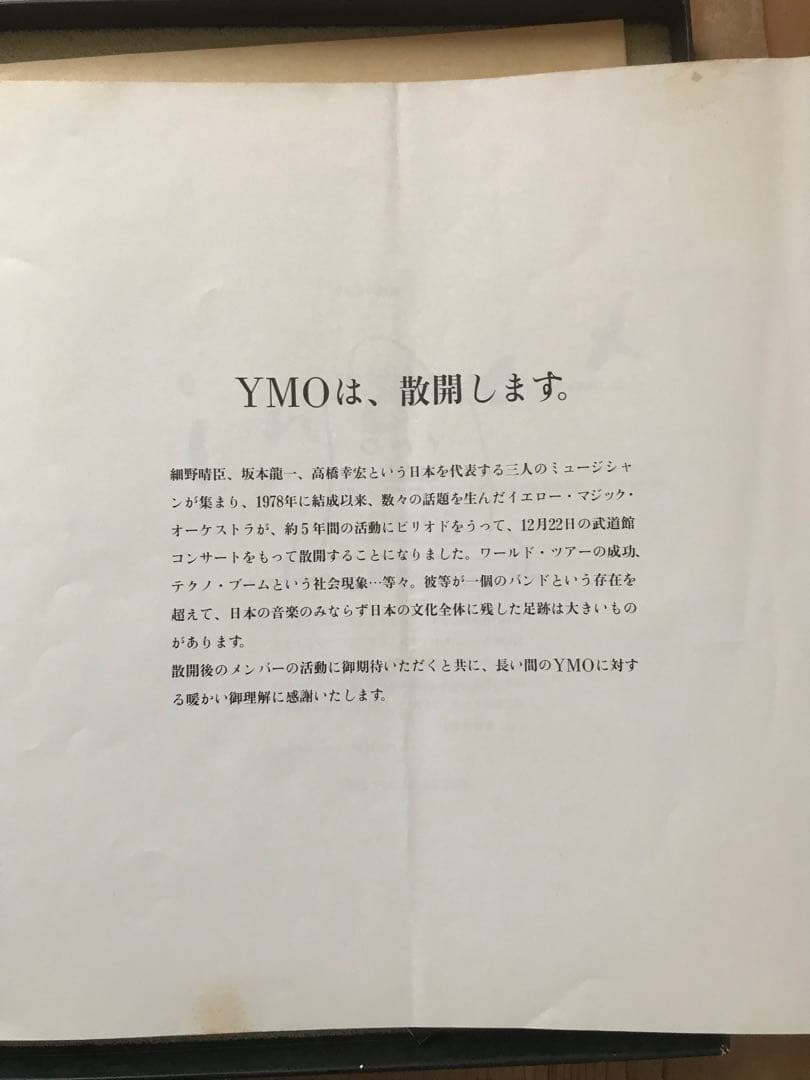 YMOは、散開します。
細野晴臣、坂本龍一、高橋幸宏という日本を代表する三人のミュージシャ
ンが集まり、1978年に結成以来、数々の話題を生んだイエロー・マジック・
オーケストラが、約５年間の活動にピリオドをうって、12月22日の武道館
コンサートをもって散開することになりました。ワールド・ツアーの成功、
テクノ・ブームという社会現象…等々。彼等が一個のバンドという存在を
超えて、日本の音楽のみならず日本の文化全体に残した足跡は大きいもの
があります。
散開後のメンバーの活動に御期待いただくと共に、長い間のYMOに対す
る暖かい御理解に感謝いたします。